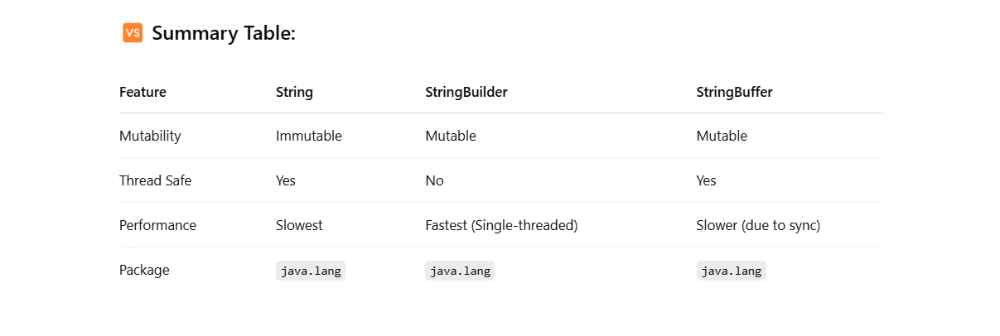 VS Summary Table:
Feature String StringBuilder StringBuffer
Mutability Immutable Mutable Mutable
Thread Safe Yes No Yes
Performance Slowest Fastest (Single-threaded) Slower (due to sync)
Package java.lang java.lang java.lang